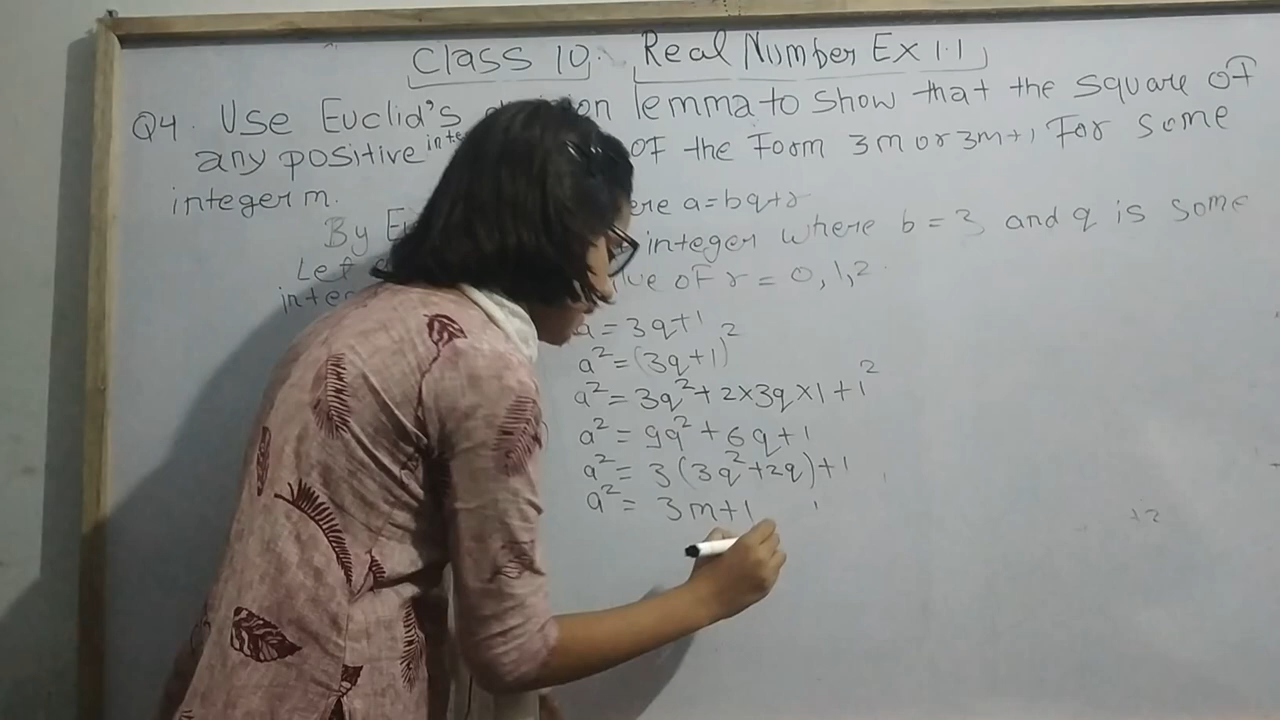 Class 10. Real Number Ex 1.1
Q4. Use Euclid's lemma to show that the square of
any positive of the form 3m or 3m+1 for some
integer m.
By a=bq+r
Let integer where b = 3 and q is some
of r = 0,1,2
a = 3q+1
a² = (3q+1)²
a² = 3q²+2×3q×1+1²
a² = 9q²+6q+1
a² = 3(3q²+2q)+1
a² = 3m+1
+2